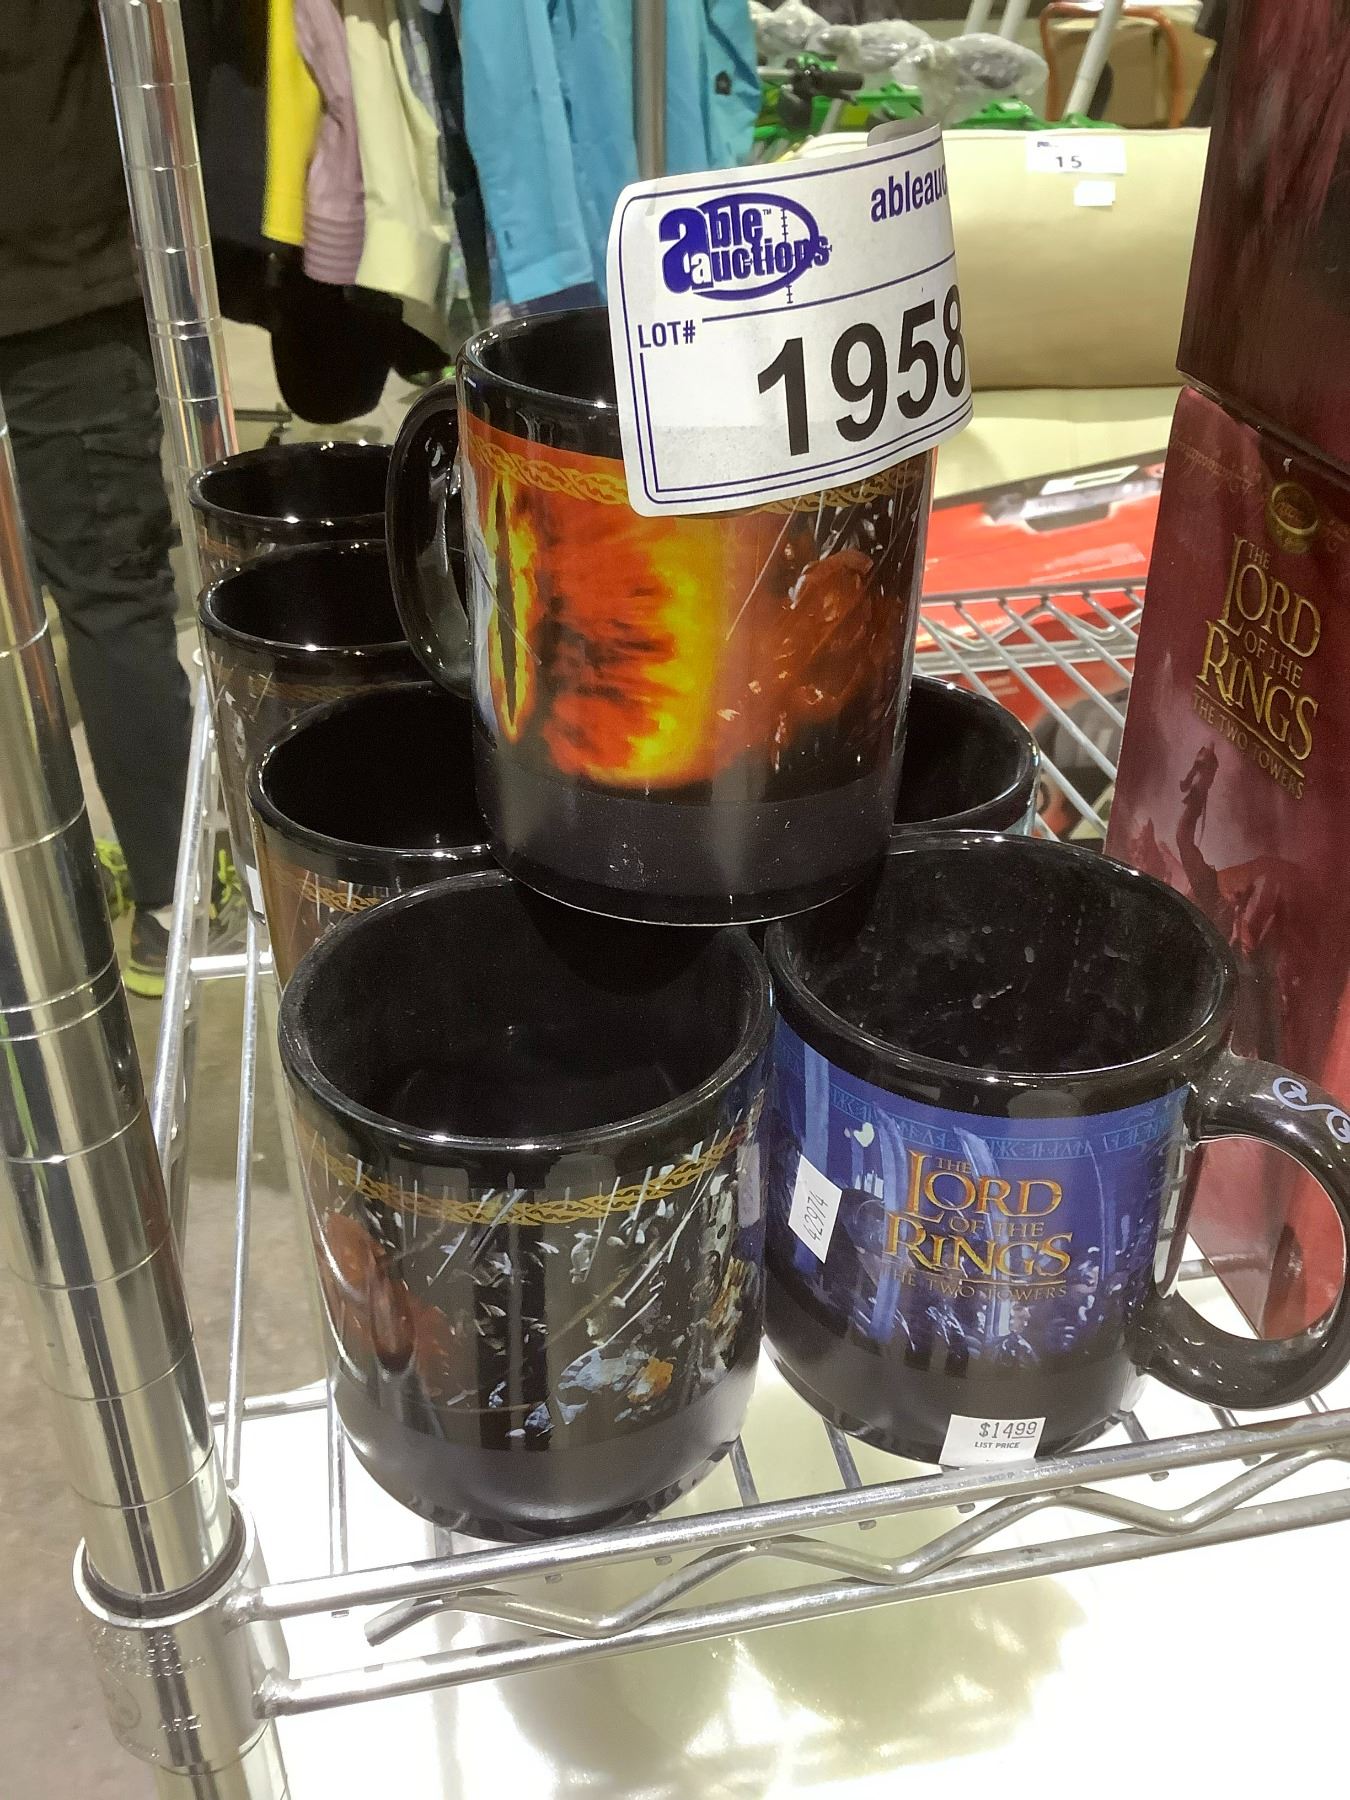 able™
auctions
ableauc
LOT#
1958
15
THE
LORD
OF THE
RINGS
THE TWO TOWERS
THE
LORD
OF THE
RINGS
THE TWO TOWERS
42974
$14.99
LIST PRICE